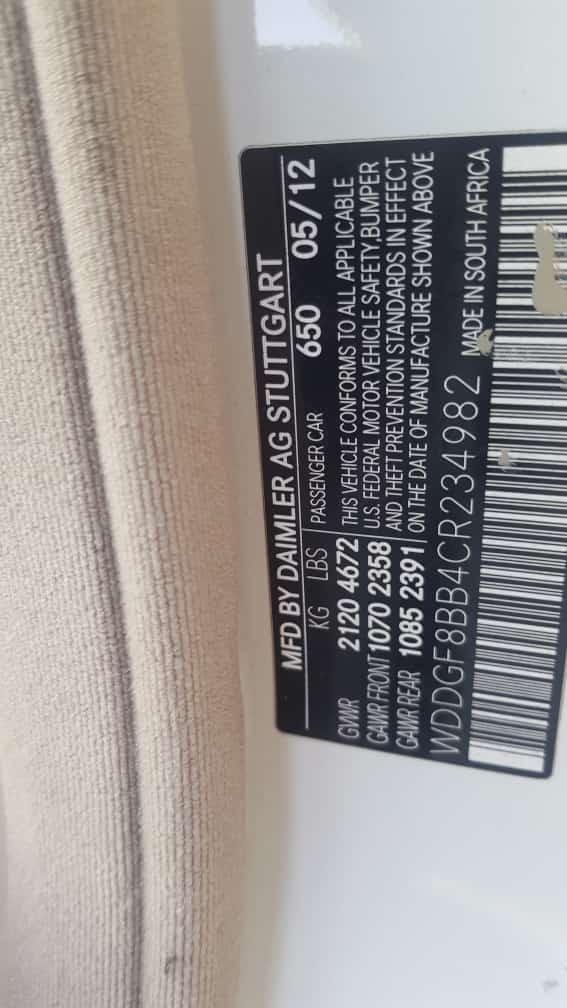 MFD BY DAIMLER AG STUTTGART
KG LBS PASSENGER CAR 650 05/12
GVWR 2120 4672 THIS VEHICLE CONFORMS TO ALL APPLICABLE
GAWR FRONT 1070 2358 U.S. FEDERAL MOTOR VEHICLE SAFETY,BUMPER
GAWR REAR 1085 2391 AND THEFT PREVENTION STANDARDS IN EFFECT
ON THE DATE OF MANUFACTURE SHOWN ABOVE
WDDGF8BB4CR234982 MADE IN SOUTH AFRICA